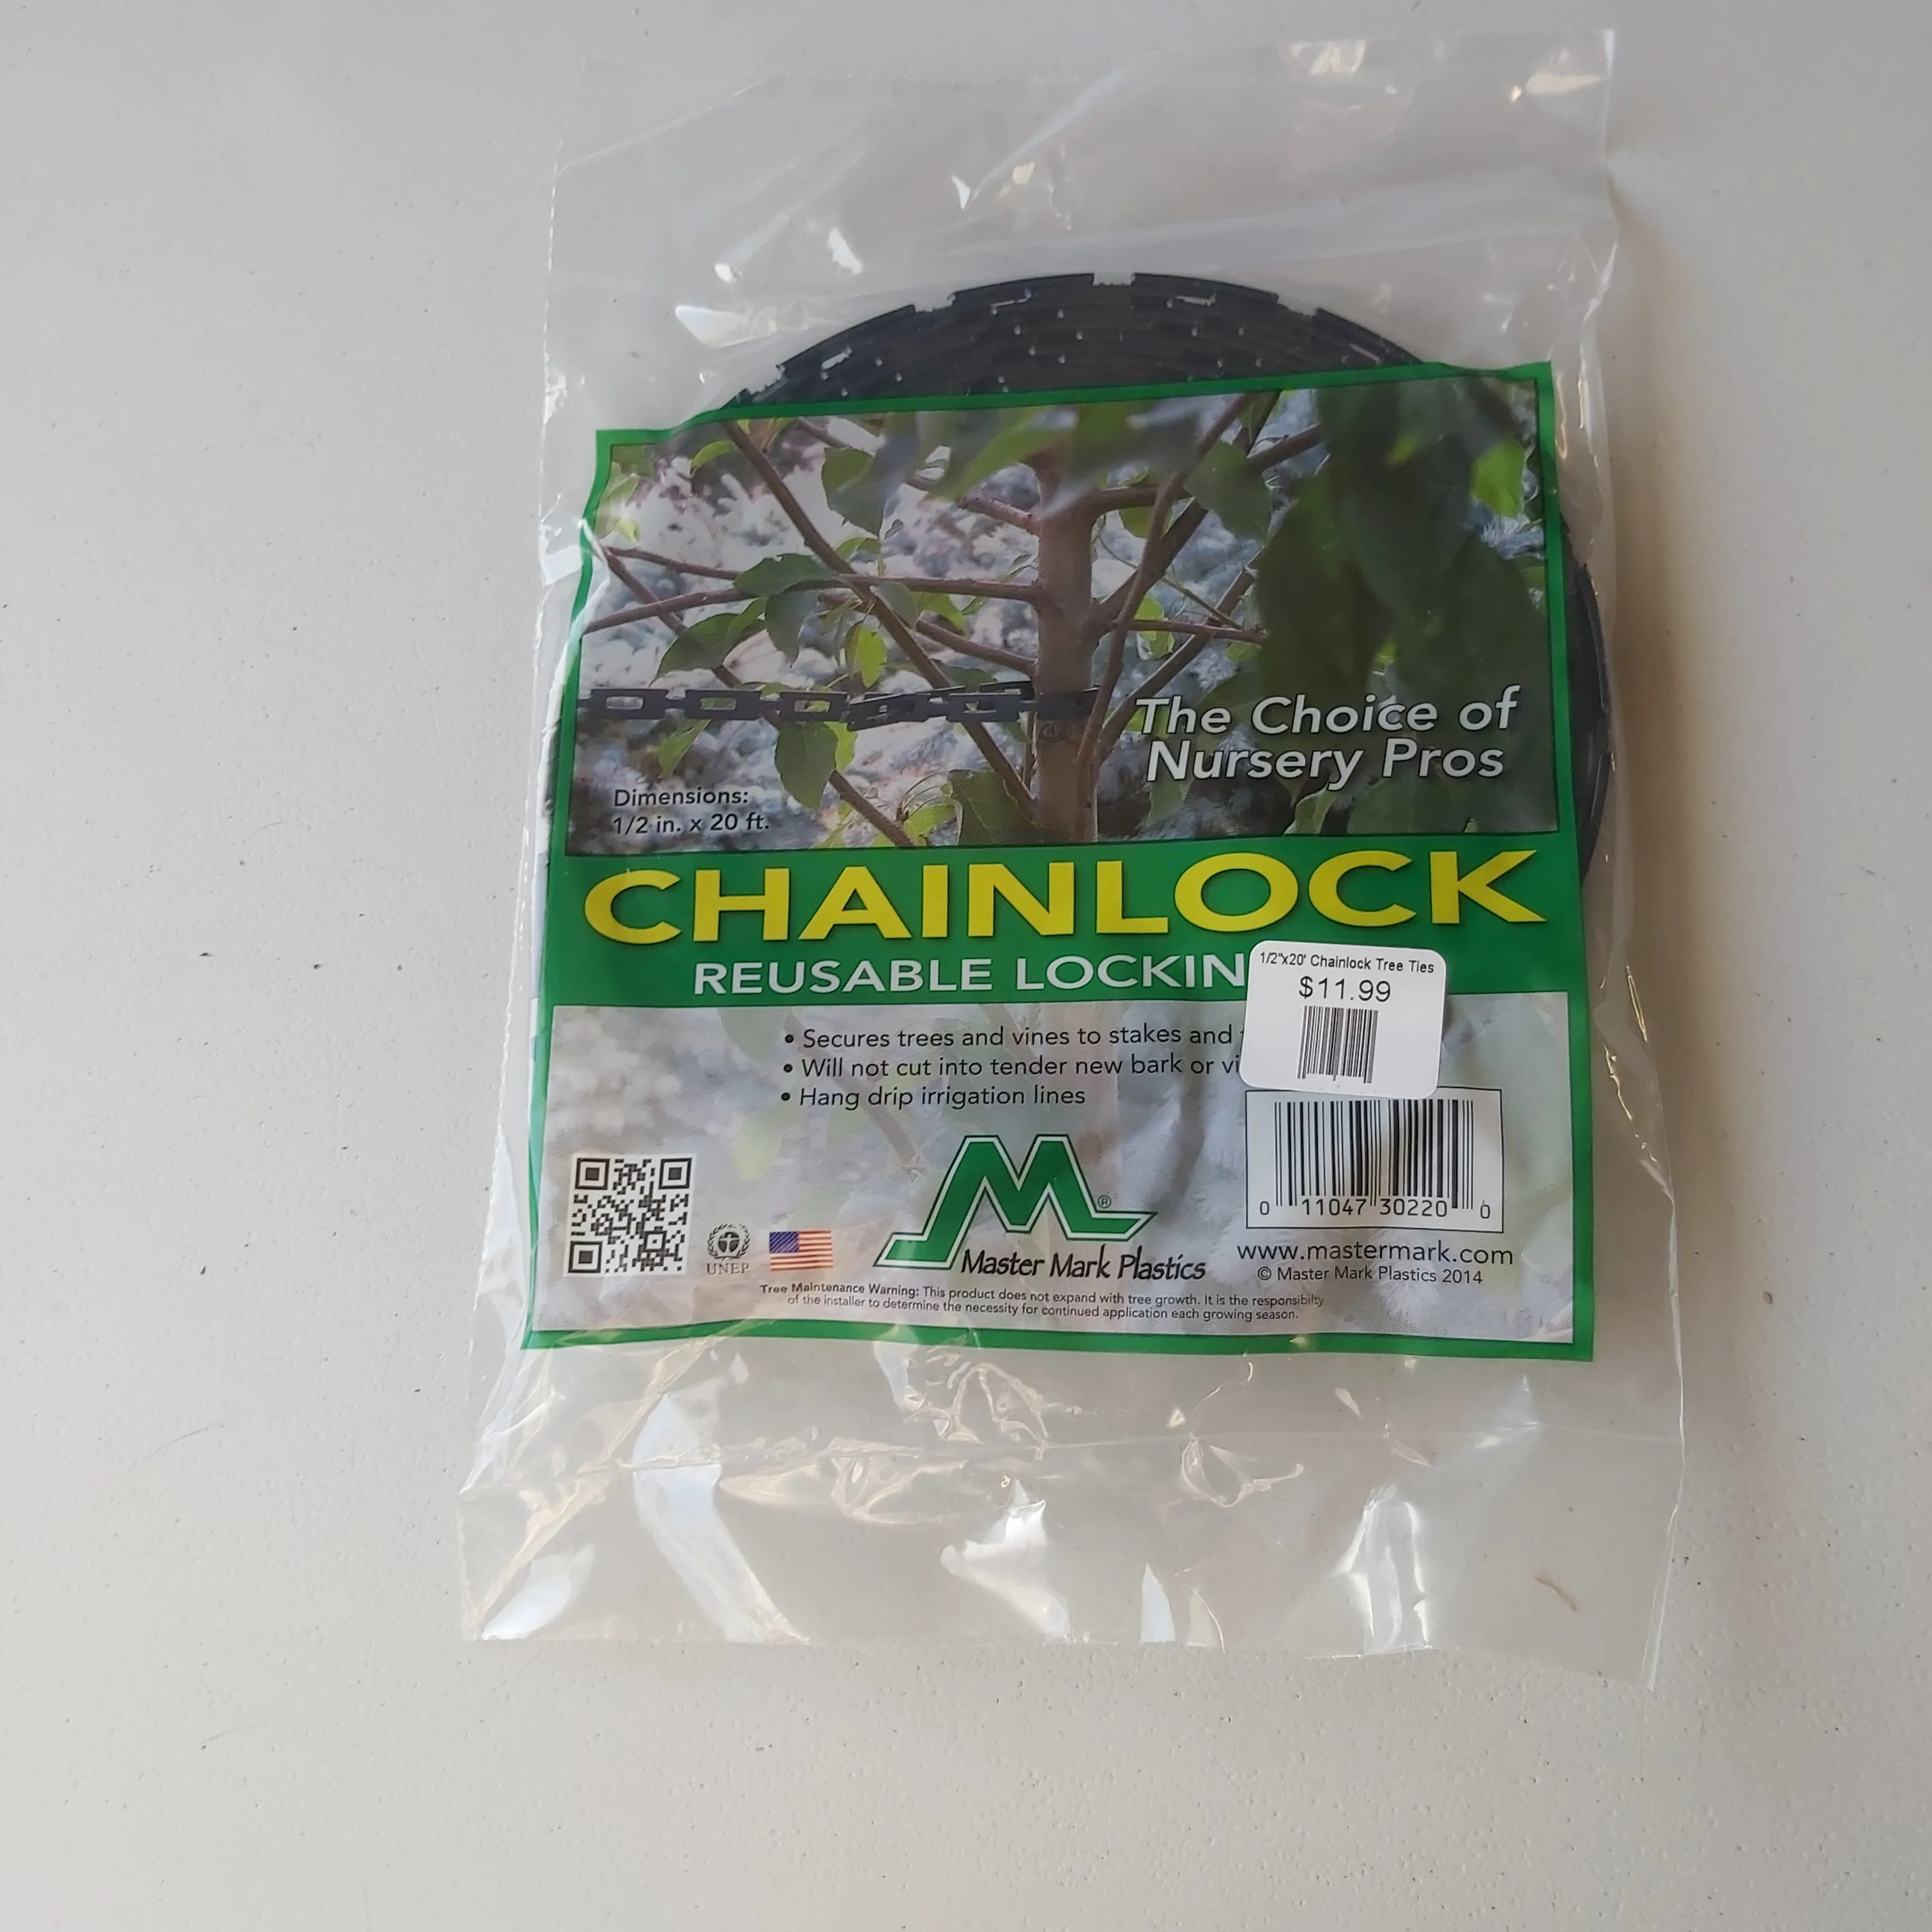 The Choice of
Nursery Pros
Dimensions:
1/2 in. x 20 ft.
CHAINLOCK
REUSABLE LOCKIN
1/2"x20' Chainlock Tree Ties
$11.99
• Secures trees and vines to stakes and
• Will not cut into tender new bark or vi
• Hang drip irrigation lines
M®
Master Mark Plastics
UNEP
0 11047 30220 0
www.mastermark.com
© Master Mark Plastics 2014
Tree Maintenance Warning: This product does not expand with tree growth. It is the responsibilty
of the installer to determine the necessity for continued application each growing season.